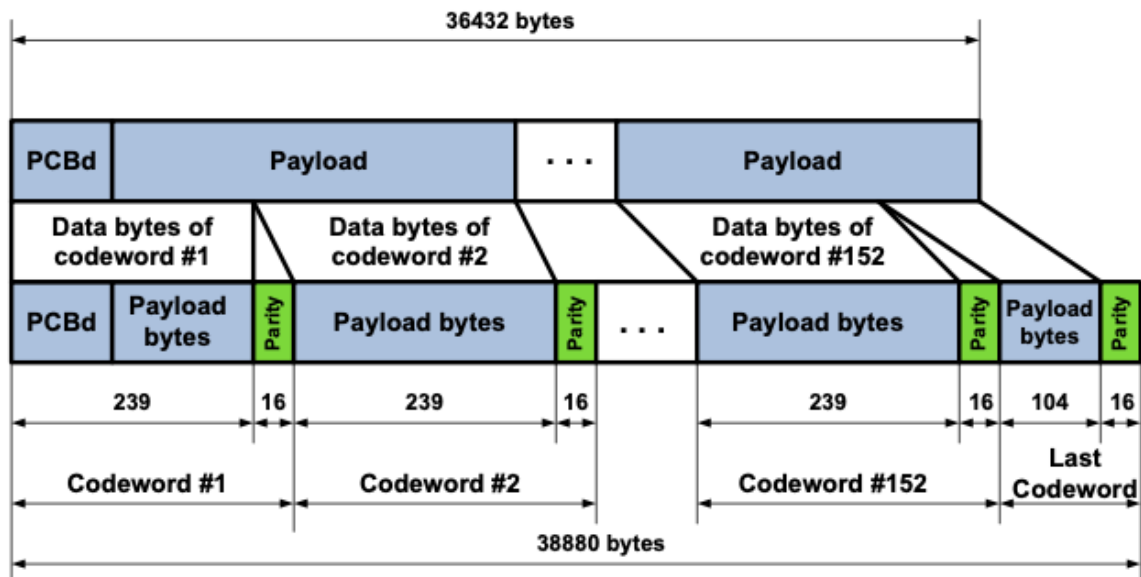 36432 bytes
PCBd
Payload
. . .
Payload
Data bytes of
codeword #1
Data bytes of
codeword #2
Data bytes of
codeword #152
PCBd
Payload
bytes
Parity
Payload bytes
Parity
. . .
Payload bytes
Parity
Payload
bytes
Parity
239
16
239
16
239
16
104
16
Codeword #1
Codeword #2
Codeword #152
Last
Codeword
38880 bytes